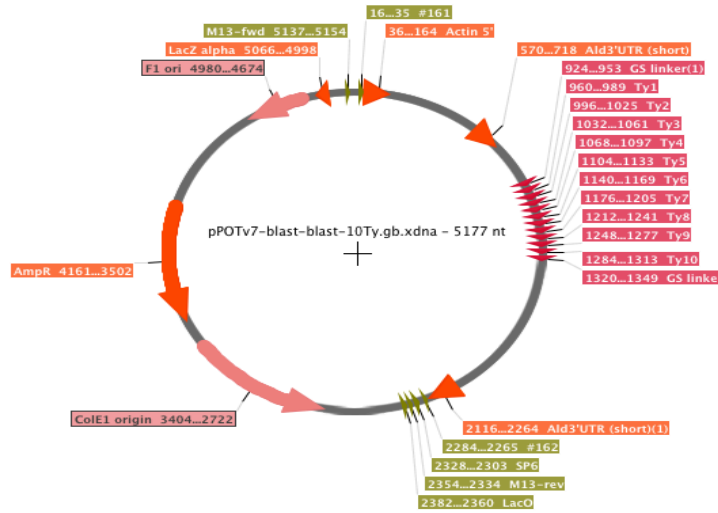 16...35 #161
M13-fwd 5137...5154
36...164 Actin 5'
LacZ alpha 5066...4998
570...718 Ald3'UTR (short)
F1 ori 4980...4674
924...953 GS linker(1)
960...989 Ty1
996...1025 Ty2
1032...1061 Ty3
1068...1097 Ty4
1104...1133 Ty5
1140...1169 Ty6
1176...1205 Ty7
1212...1241 Ty8
1248...1277 Ty9
1284...1313 Ty10
1320...1349 GS linke
pPOTv7-blast-blast-10Ty.gb.xdna - 5177 nt
AmpR 4161...3502
ColE1 origin 3404...2722
2116...2264 Ald3'UTR (short)(1)
2284...2265 #162
2328...2303 SP6
2354...2334 M13-rev
2382...2360 LacO